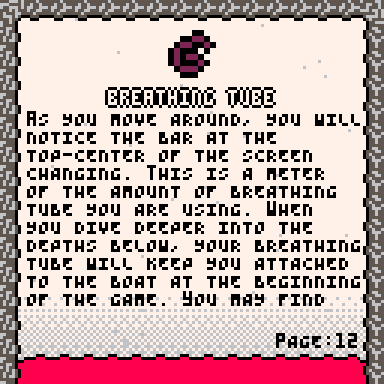 BREATHING TUBE
As you move around, you will
notice the bar at the
top-center of the screen
changing. This is a meter
of the amount of breathing
tube you are using. When
you dive deeper into the
depths below, your breathing
tube will keep you attached
to the boat at the beginning
of the game. You may find
Page:12